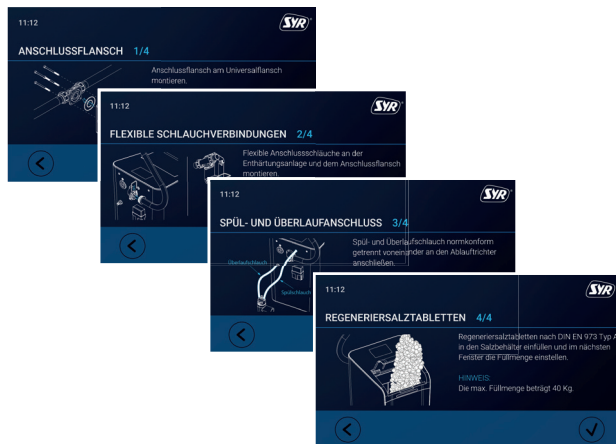 11:12
SYR
ANSCHLUSSFLANSCH 1/4
Anschlussflansch am Universalflansch
montieren.
11:12
SYR
FLEXIBLE SCHLAUCHVERBINDUNGEN 2/4
Flexible Anschlussschläuche an der
Enthärtungsanlage und dem Anschlussflansch
montieren
11:12
SYR
SPÜL- UND ÜBERLAUFANSCHLUSS 3/4
Spül- und Überlaufschlauch normkonform
getrennt voneinander an den Ablauftrichter
anschließen.
Überlaufschlauch
Spülschlauch
11:12
SYR
REGENERIERSALZTABLETTEN 4/4
Regeneriersalztabletten nach DIN EN 973 Typ A
in den Salzbehälter einfüllen und im nächsten
Fenster die Füllmenge einstellen.
HINWEIS:
Die max. Füllmenge beträgt 40 Kg.